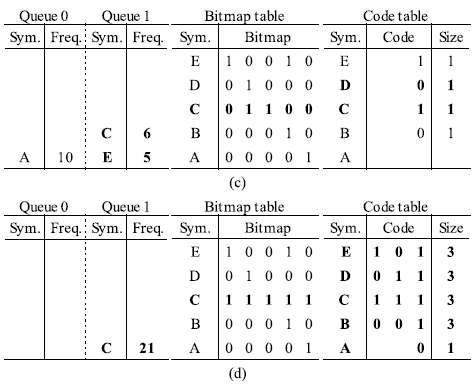 Queue 0 Queue 1 Bitmap table Code table
Sym. Freq. Sym. Freq. Sym. Bitmap Sym. Code Size
E 1 0 0 1 0 E 1 1
D 0 1 0 0 0 D 0 1
C 0 1 1 0 0 C 1 1
C 6 B 0 0 0 1 0 B 0 1
A 10 E 5 A 0 0 0 0 1 A
(c)
Queue 0 Queue 1 Bitmap table Code table
Sym. Freq. Sym. Freq. Sym. Bitmap Sym. Code Size
E 1 0 0 1 0 E 1 0 1 3
D 0 1 0 0 0 D 0 1 1 3
C 1 1 1 1 1 C 1 1 1 3
B 0 0 0 1 0 B 0 0 1 3
C 21 A 0 0 0 0 1 A 0 1
(d)